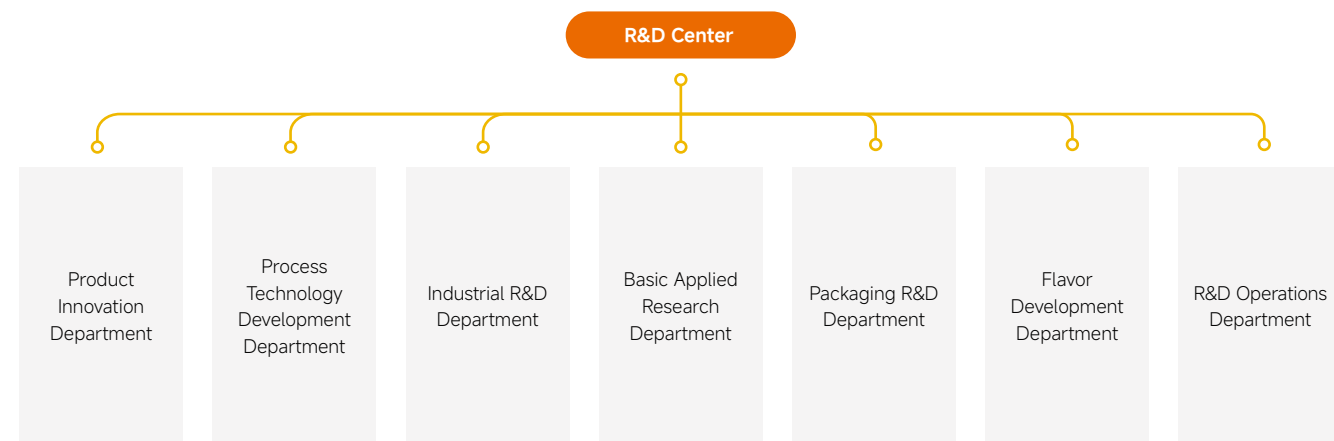 R&D Center
Product
Innovation
Department
Process
Technology
Development
Department
Industrial R&D
Department
Basic Applied
Research
Department
Packaging R&D
Department
Flavor
Development
Department
R&D Operations
Department